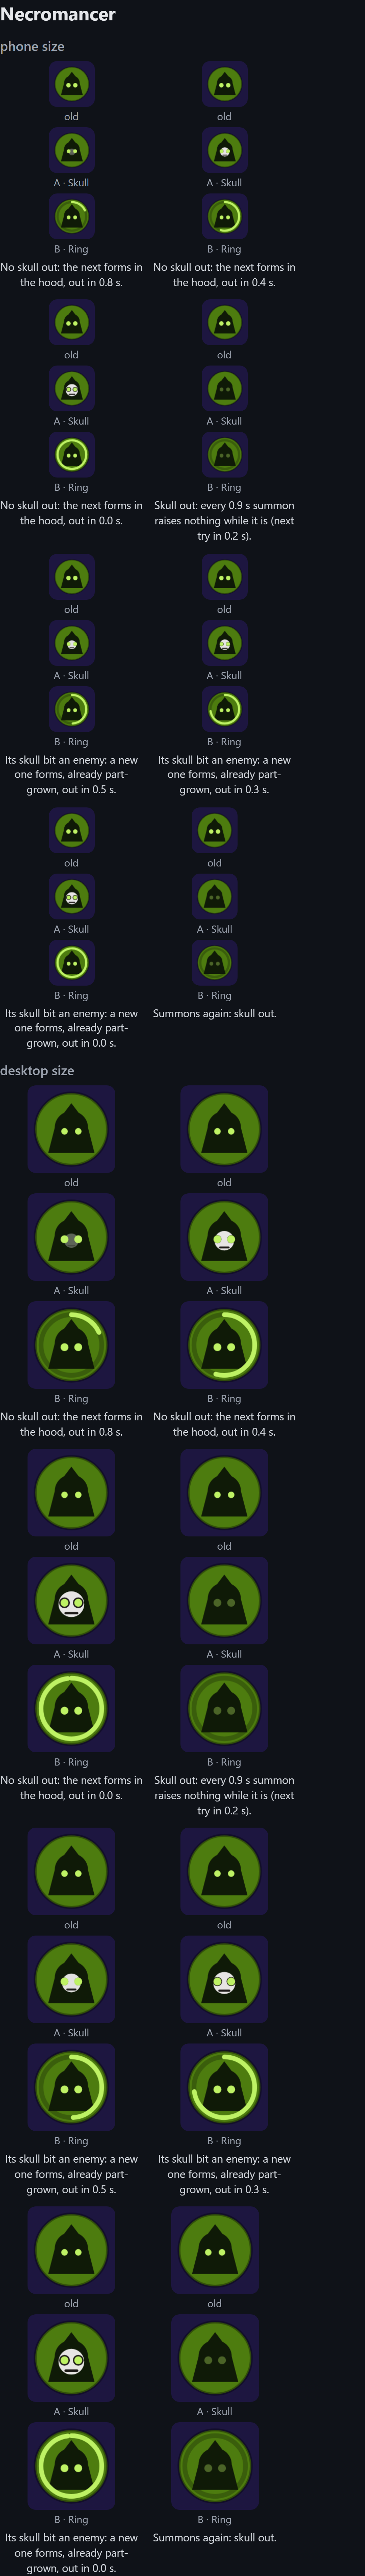 Necromancer
phone size
old
old
A · Skull
A · Skull
B · Ring
B · Ring
No skull out: the next forms in
the hood, out in 0.8 s.
No skull out: the next forms in
the hood, out in 0.4 s.
old
old
A · Skull
A · Skull
B · Ring
B · Ring
No skull out: the next forms in
the hood, out in 0.0 s.
Skull out: every 0.9 s summon
raises nothing while it is (next
try in 0.2 s).
old
old
A · Skull
A · Skull
B · Ring
B · Ring
Its skull bit an enemy: a new
one forms, already part-
grown, out in 0.5 s.
Its skull bit an enemy: a new
one forms, already part-
grown, out in 0.3 s.
old
old
A · Skull
A · Skull
B · Ring
B · Ring
Its skull bit an enemy: a new
one forms, already part-
grown, out in 0.0 s.
Summons again: skull out.
desktop size
old
old
A · Skull
A · Skull
B · Ring
B · Ring
No skull out: the next forms in
the hood, out in 0.8 s.
No skull out: the next forms in
the hood, out in 0.4 s.
old
old
A · Skull
A · Skull
B · Ring
B · Ring
No skull out: the next forms in
the hood, out in 0.0 s.
Skull out: every 0.9 s summon
raises nothing while it is (next
try in 0.2 s).
old
old
A · Skull
A · Skull
B · Ring
B · Ring
Its skull bit an enemy: a new
one forms, already part-
grown, out in 0.5 s.
Its skull bit an enemy: a new
one forms, already part-
grown, out in 0.3 s.
old
old
A · Skull
A · Skull
B · Ring
B · Ring
Its skull bit an enemy: a new
one forms, already part-
grown, out in 0.0 s.
Summons again: skull out.